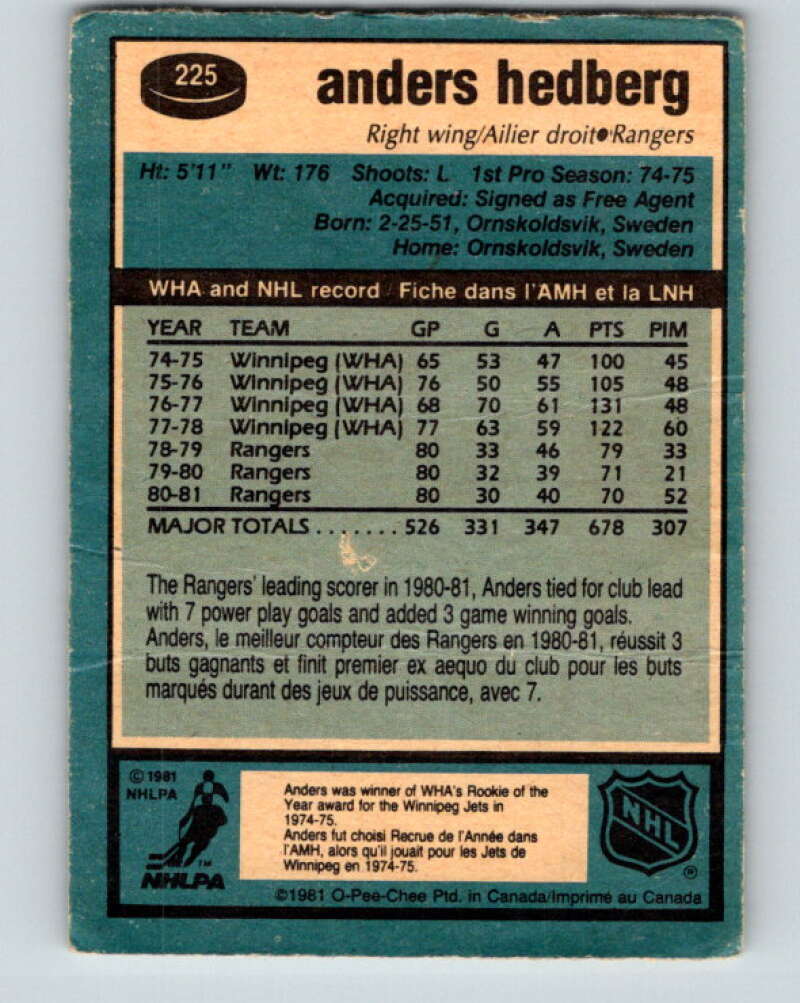 225
anders hedberg
Right wing/Ailier droit•Rangers
Ht: 5'11" Wt: 176 Shoots: L 1st Pro Season: 74-75
Acquired: Signed as Free Agent
Born: 2-25-51, Ornskoldsvik, Sweden
Home: Ornskoldsvik, Sweden
WHA and NHL record / Fiche dans l'AMH et la LNH
YEAR TEAM GP G A PTS PIM
74-75 Winnipeg (WHA) 65 53 47 100 45
75-76 Winnipeg (WHA) 76 50 55 105 48
76-77 Winnipeg (WHA) 68 70 61 131 48
77-78 Winnipeg (WHA) 77 63 59 122 60
78-79 Rangers 80 33 46 79 33
79-80 Rangers 80 32 39 71 21
80-81 Rangers 80 30 40 70 52
MAJOR TOTALS ....... 526 331 347 678 307
The Rangers' leading scorer in 1980-81, Anders tied for club lead
with 7 power play goals and added 3 game winning goals.
Anders, le meilleur compteur des Rangers en 1980-81, réussit 3
buts gagnants et finit premier ex aequo du club pour les buts
marqués durant des jeux de puissance, avec 7.
©1981
NHLPA
TM
NHLPA
Anders was winner of WHA's Rookie of the
Year award for the Winnipeg Jets in
1974-75.
Anders fut choisi Recrue de l'Année dans
l'AMH, alors qu'il jouait pour les Jets de
Winnipeg en 1974-75.
NHL
®
©1981 O-Pee-Chee Ptd. in Canada/Imprimé au Canada